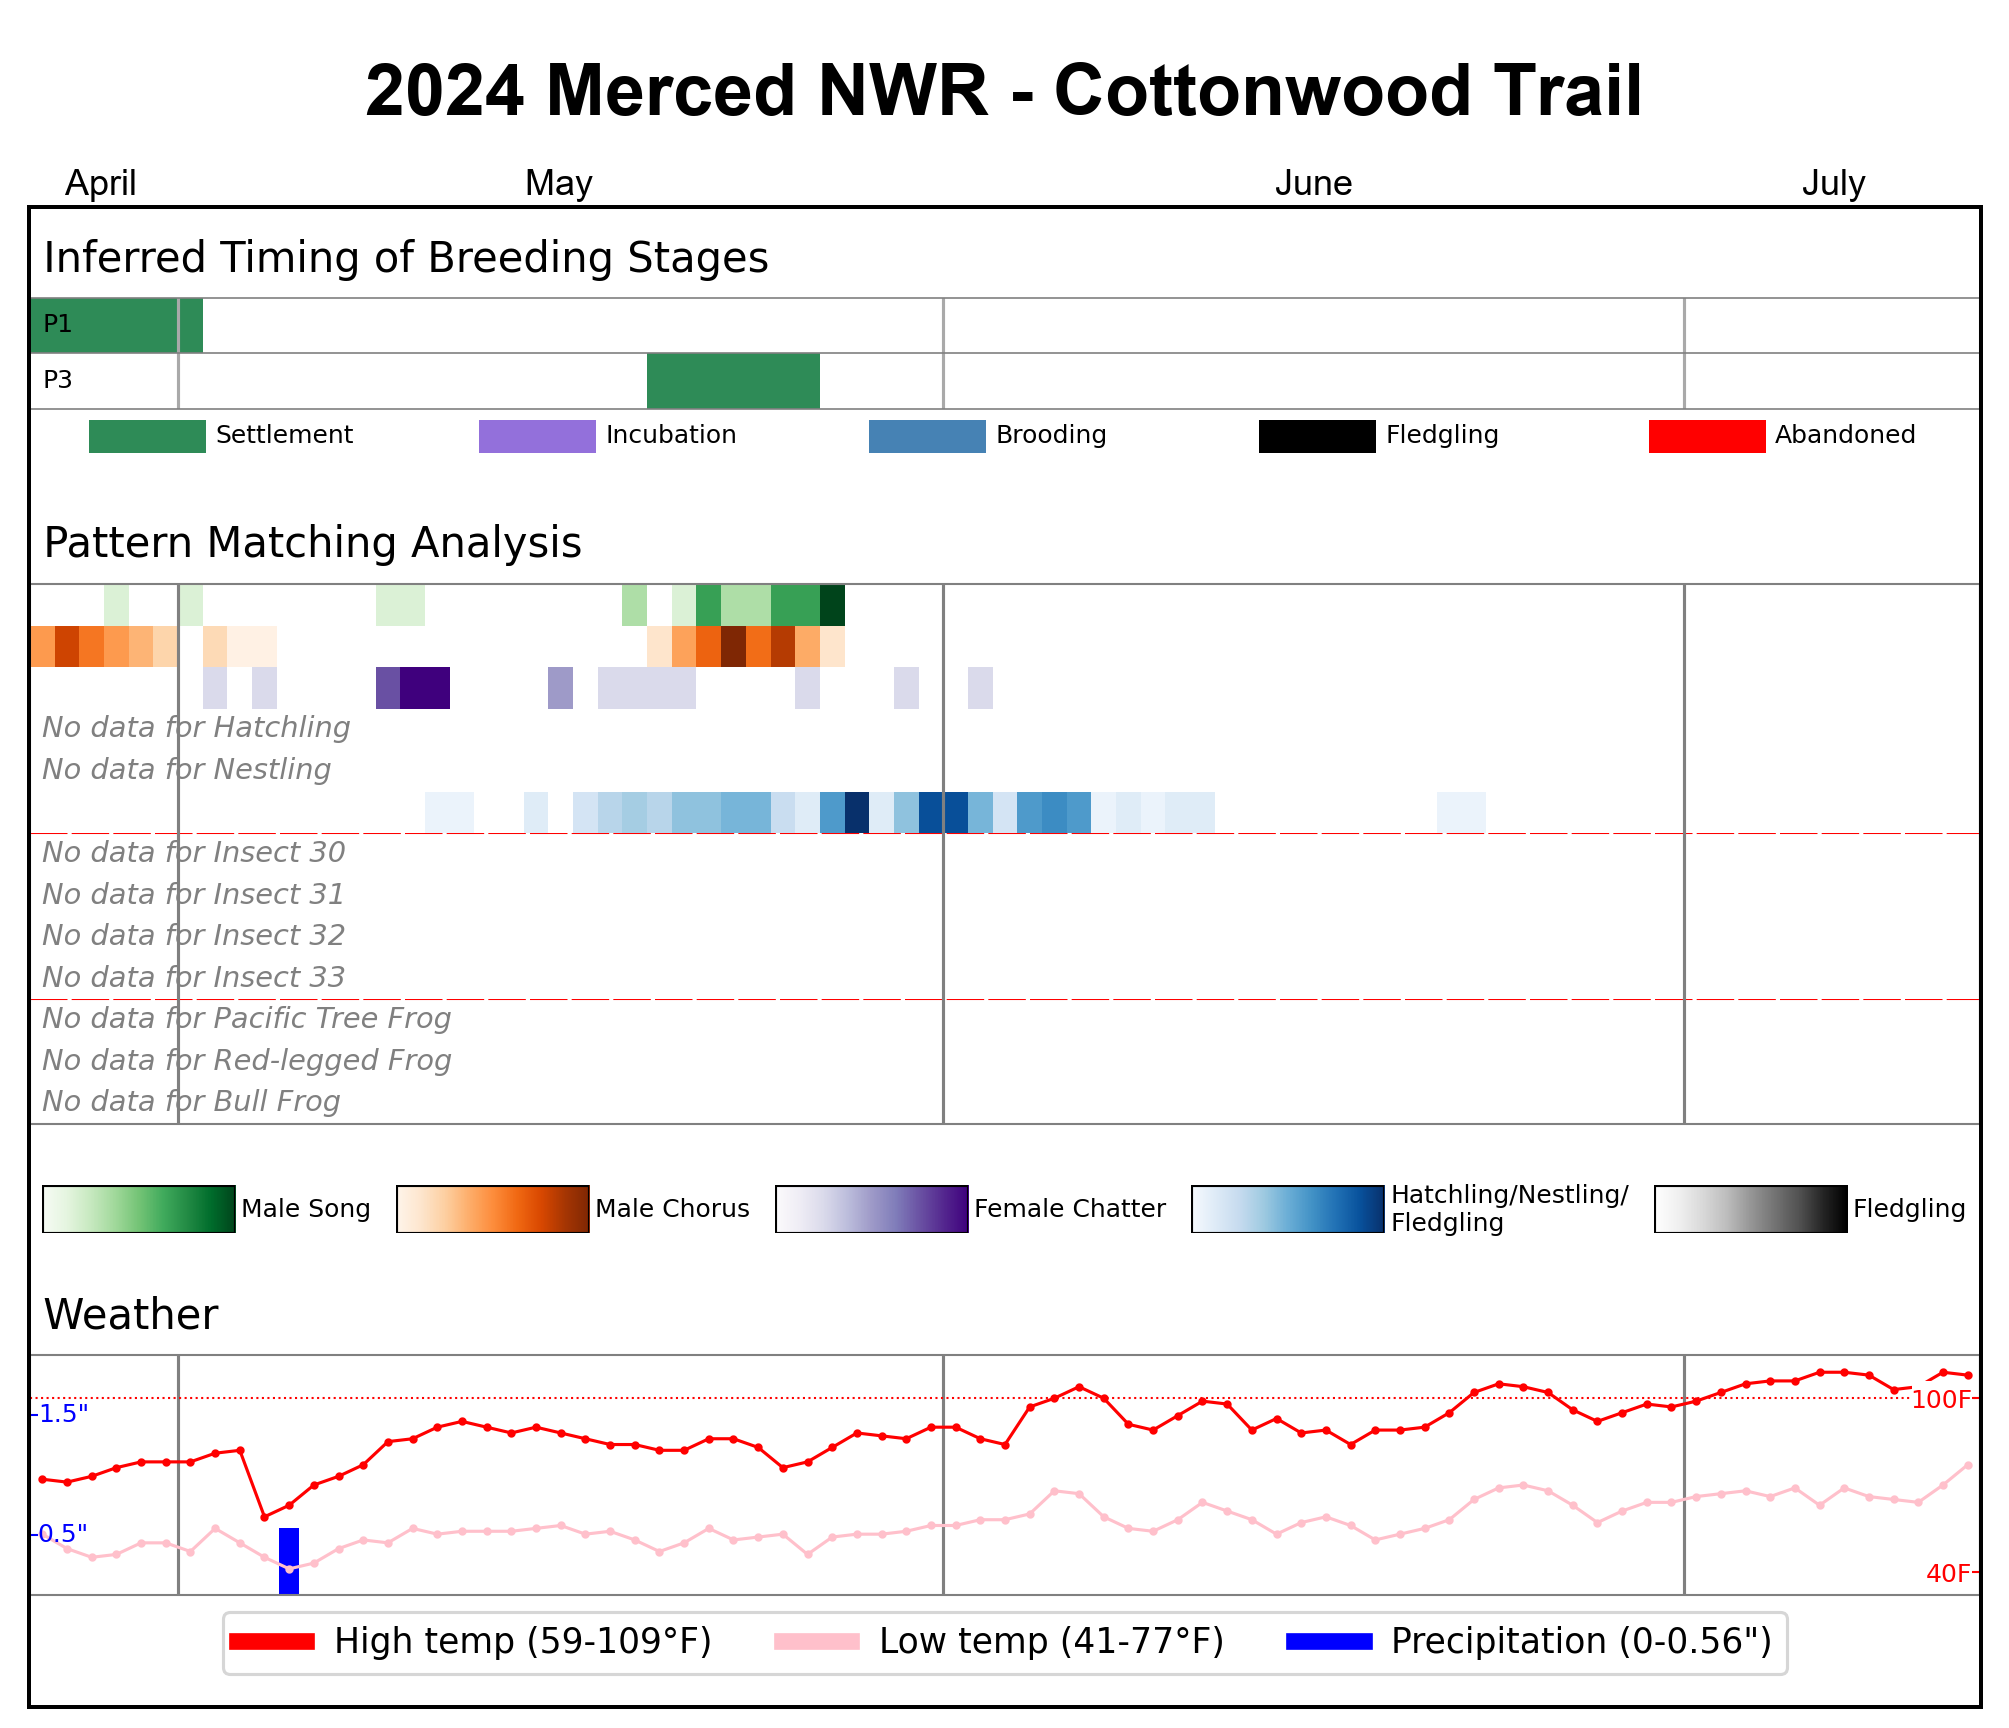 2024 Merced NWR - Cottonwood Trail
April May June July
Inferred Timing of Breeding Stages
P1
P3
Settlement Incubation Brooding Fledgling Abandoned
Pattern Matching Analysis
No data for Hatchling
No data for Nestling
No data for Insect 30
No data for Insect 31
No data for Insect 32
No data for Insect 33
No data for Pacific Tree Frog
No data for Red-legged Frog
No data for Bull Frog
Male Song Male Chorus Female Chatter Hatchling/Nestling/
Fledgling Fledgling
Weather
1.5" 100F
0.5" 40F
High temp (59-109°F) Low temp (41-77°F) Precipitation (0-0.56")